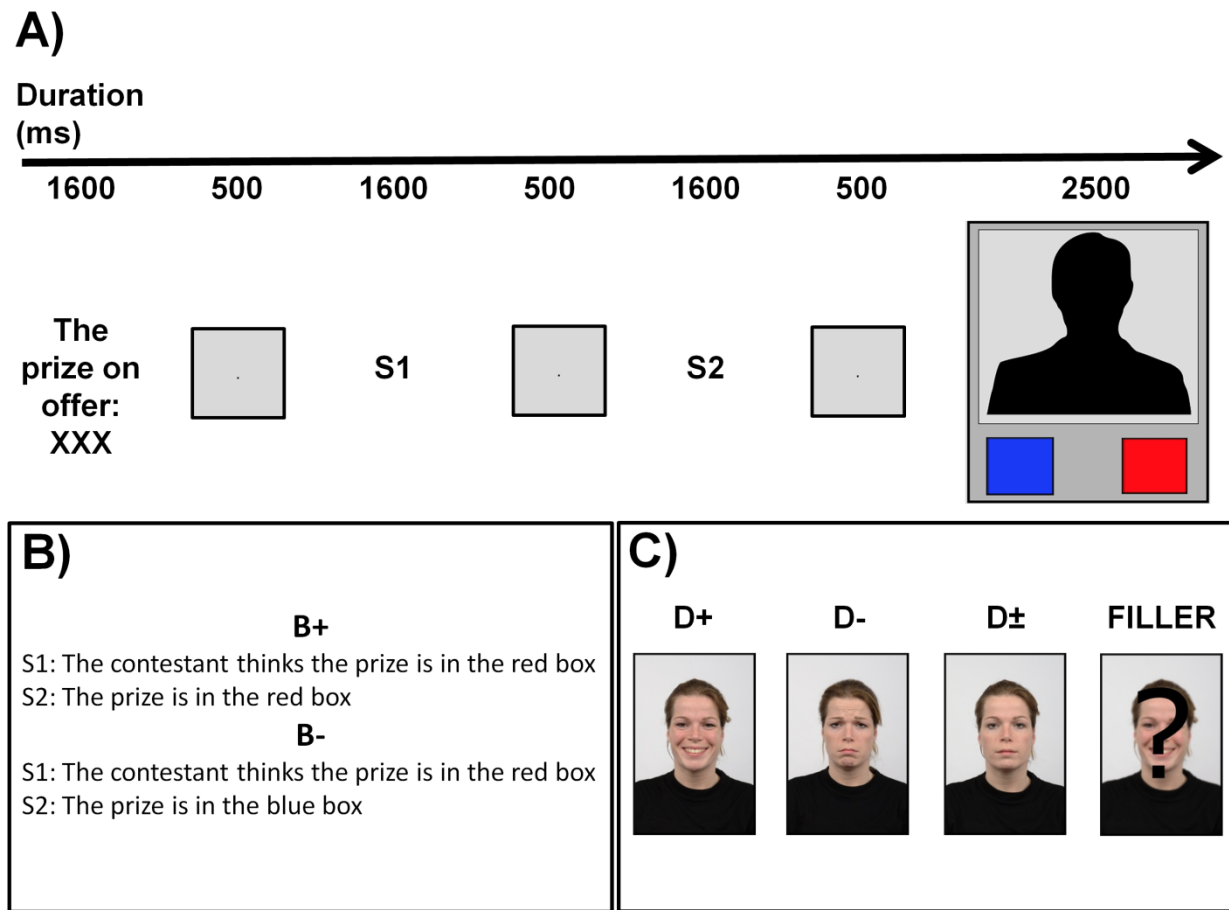 A)
Duration
(ms)
1600 500 1600 500 1600 500 2500
The
prize on
offer:
XXX
S1
S2
B)
B+
S1: The contestant thinks the prize is in the red box
S2: The prize is in the red box
B-
S1: The contestant thinks the prize is in the red box
S2: The prize is in the blue box
C)
D+ D- D± FILLER
?